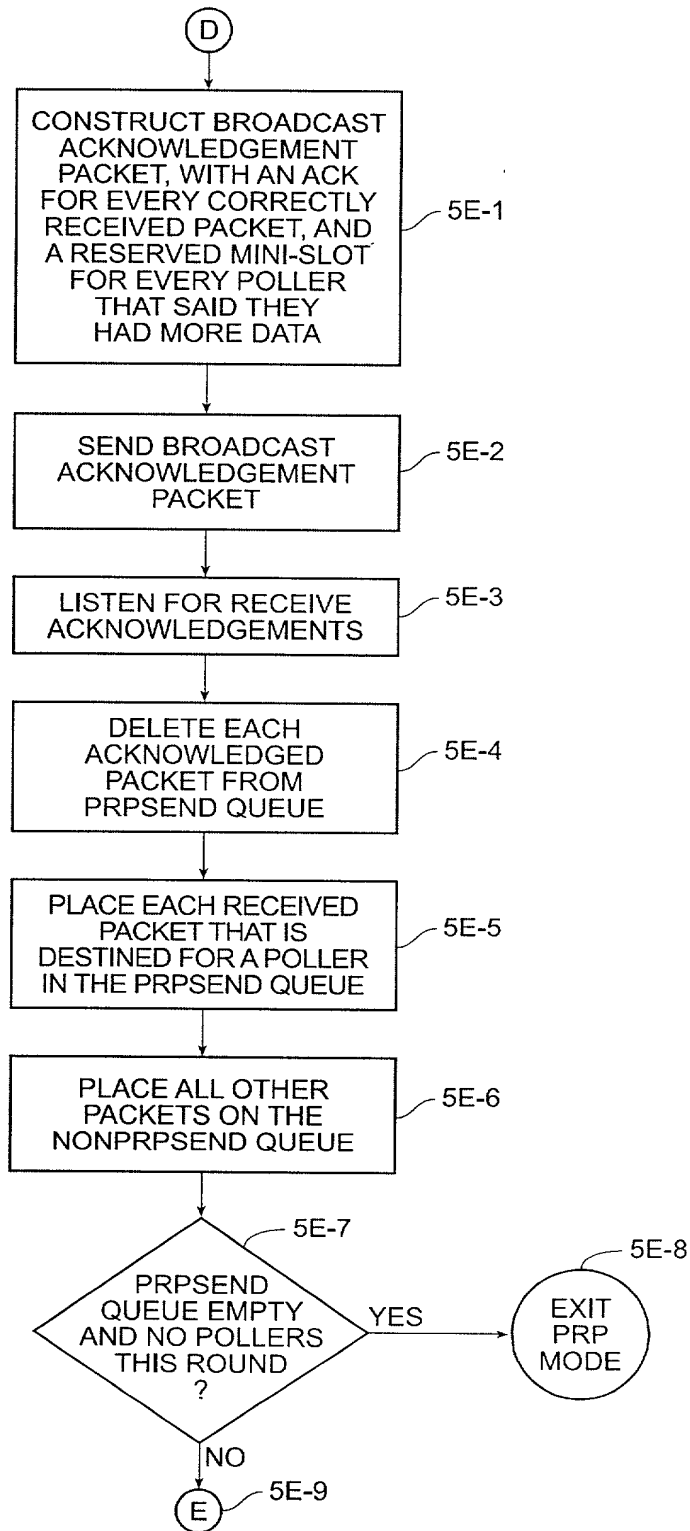 D
CONSTRUCT BROADCAST
ACKNOWLEDGEMENT
PACKET, WITH AN ACK
FOR EVERY CORRECTLY
RECEIVED PACKET, AND
A RESERVED MINI-SLOT
FOR EVERY POLLER
THAT SAID THEY
HAD MORE DATA
5E-1
SEND BROADCAST
ACKNOWLEDGEMENT
PACKET
5E-2
LISTEN FOR RECEIVE
ACKNOWLEDGEMENTS
5E-3
DELETE EACH
ACKNOWLEDGED
PACKET FROM
PRPSEND QUEUE
5E-4
PLACE EACH RECEIVED
PACKET THAT IS
DESTINED FOR A POLLER
IN THE PRPSEND QUEUE
5E-5
PLACE ALL OTHER
PACKETS ON THE
NONPRPSEND QUEUE
5E-6
5E-7
PRPSEND
QUEUE EMPTY
AND NO POLLERS
THIS ROUND
?
YES
5E-8
EXIT
PRP
MODE
NO
E
5E-9